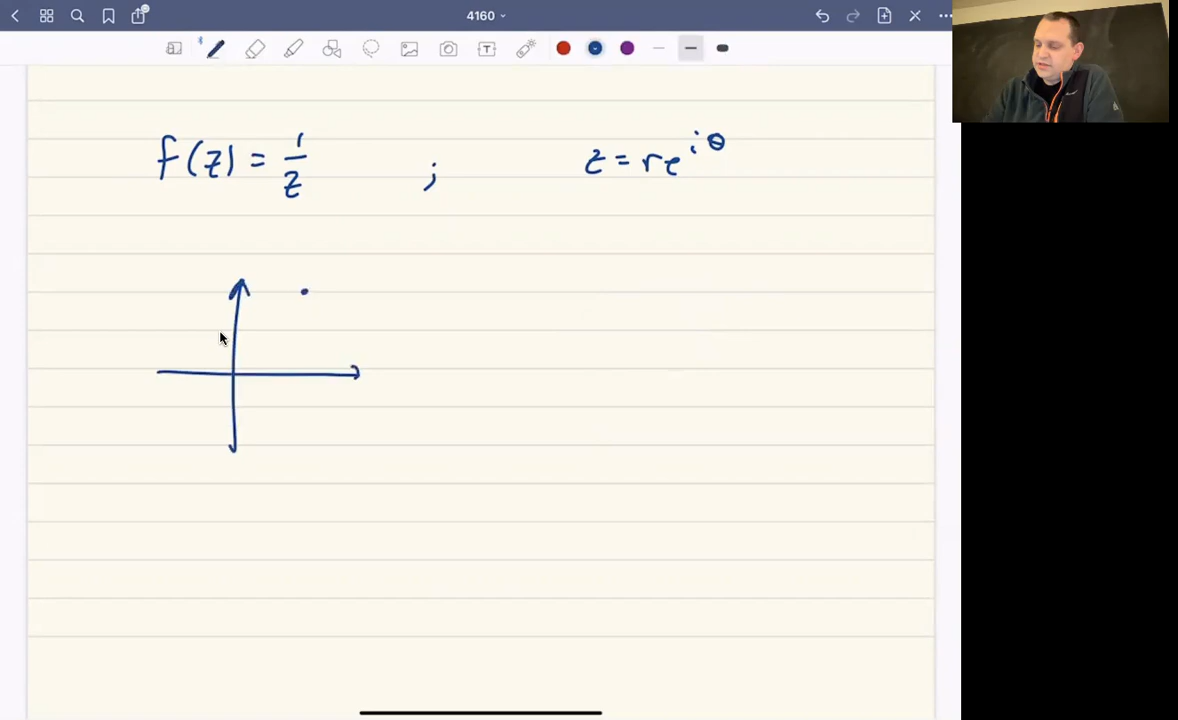 4160
f(z) = 1/z ; z = re^{iθ}